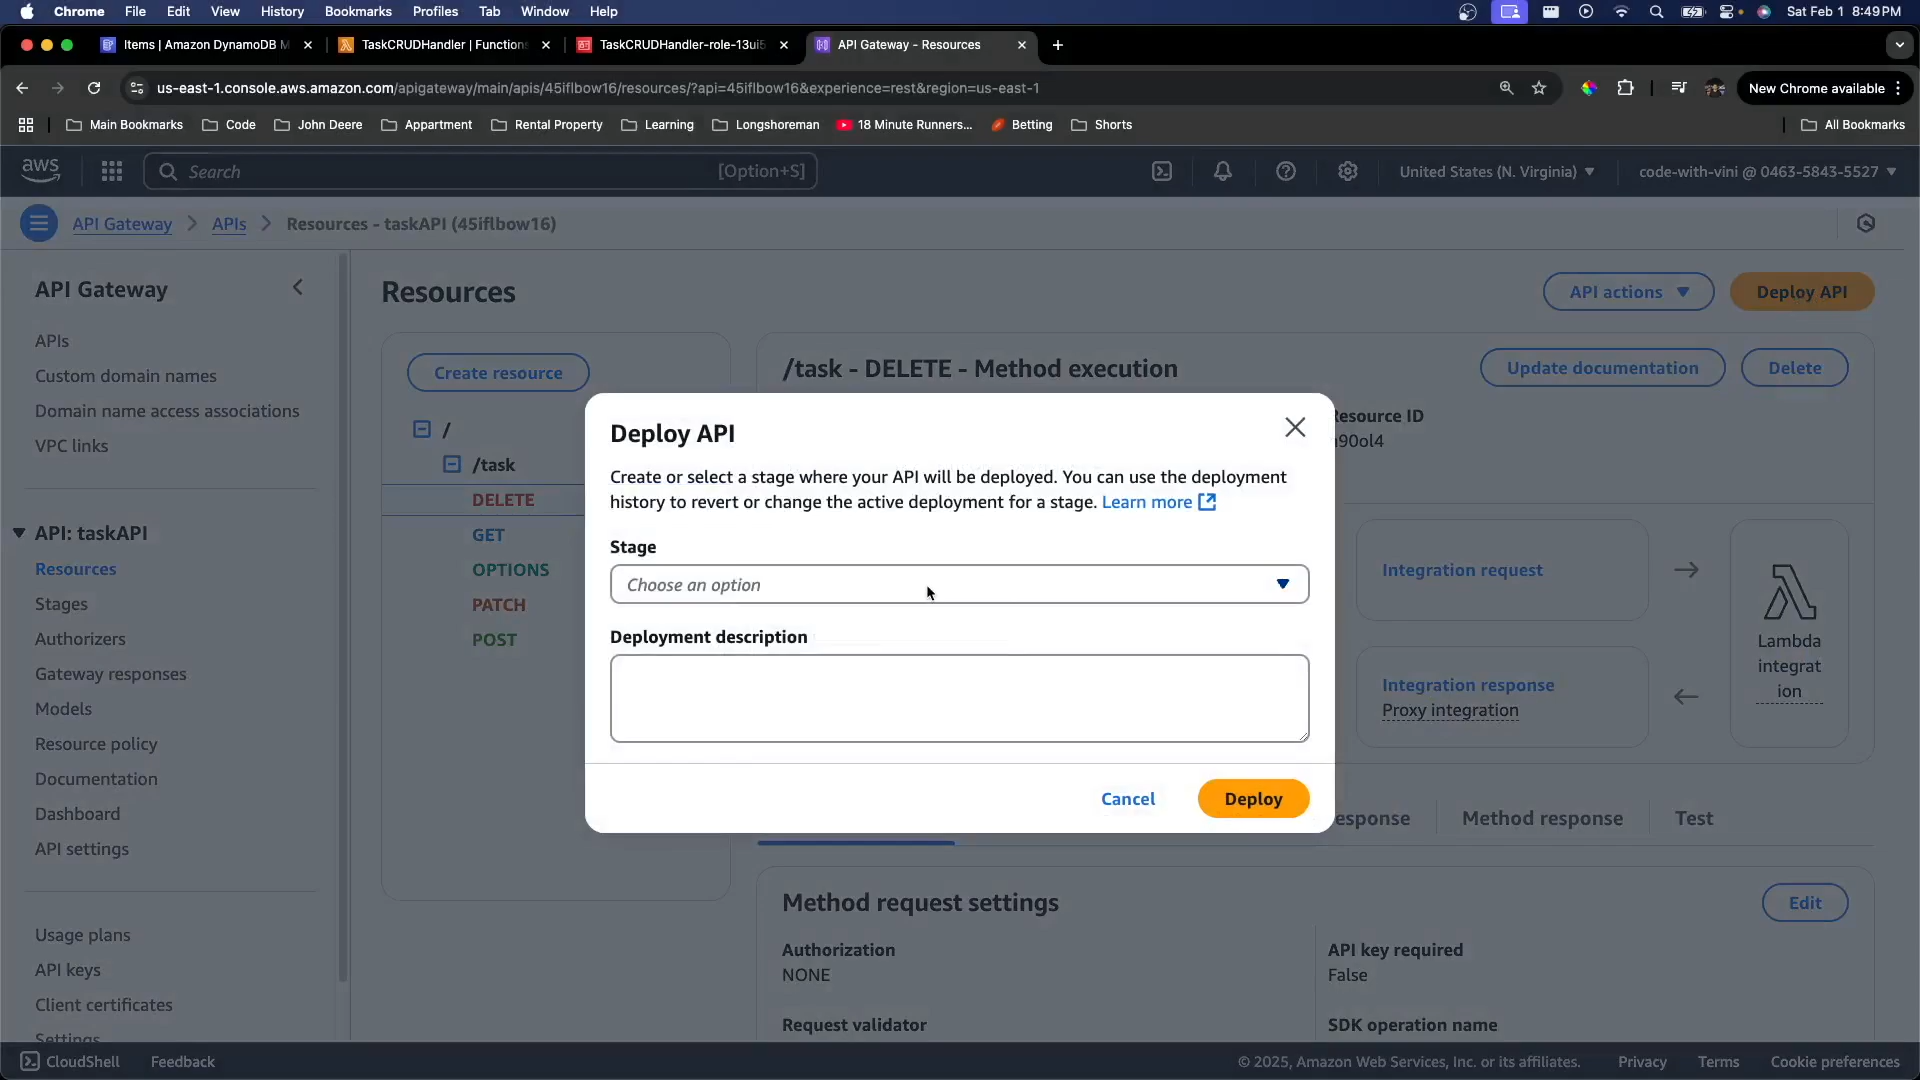 Chrome File Edit View History Bookmarks Profiles Tab Window Help Sat Feb 1 8:49 PM
Items | Amazon DynamoDB M TaskCRUDHandler | Functions TaskCRUDHandler-role-13ui5 API Gateway - Resources
us-east-1.console.aws.amazon.com/apigateway/main/apis/45iflbow16/resources/?api=45iflbow16&experience=rest&region=us-east-1 New Chrome available
Main Bookmarks Code John Deere Appartment Rental Property Learning Longshoreman 18 Minute Runners... Betting Shorts All Bookmarks
aws Search [Option+S] United States (N. Virginia) code-with-vini @ 0463-5843-5527
API Gateway APIs Resources - taskAPI (45iflbow16)
API Gateway
APIs
Custom domain names
Domain name access associations
VPC links
API: taskAPI
Resources
Stages
Authorizers
Gateway responses
Models
Resource policy
Documentation
Dashboard
API settings
Usage plans
API keys
Client certificates
Settings
Resources
API actions Deploy API
Create resource
/
/task
DELETE
GET
OPTIONS
PATCH
POST
/task - DELETE - Method execution
Update documentation Delete
Resource ID
90ol4
Integration request
Integration response
Proxy integration
Lambda
integrat
ion
Deploy API
Create or select a stage where your API will be deployed. You can use the deployment
history to revert or change the active deployment for a stage. Learn more
Stage
Choose an option
Deployment description
Cancel Deploy
esponse Method response Test
Method request settings
Edit
Authorization
NONE
API key required
False
Request validator
SDK operation name
CloudShell Feedback © 2025, Amazon Web Services, Inc. or its affiliates. Privacy Terms Cookie preferences